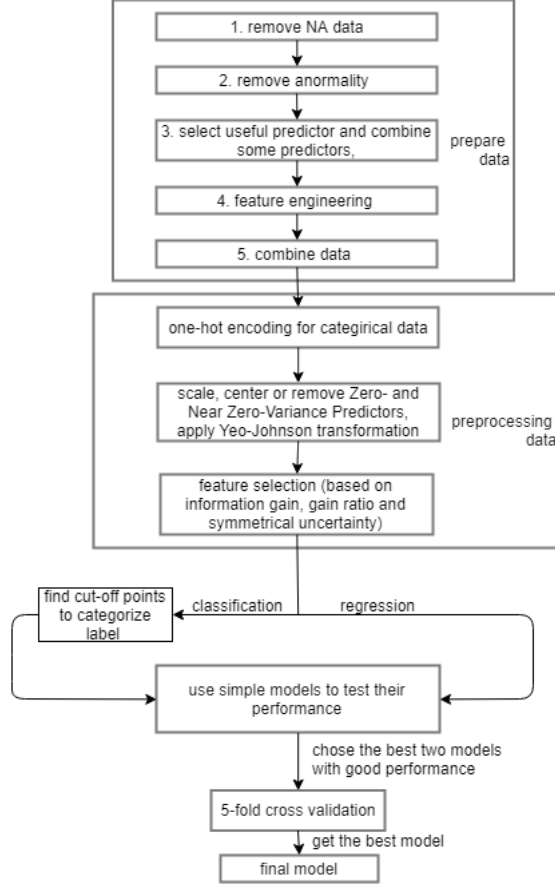 1. remove NA data
2. remove anormality
3. select useful predictor and combine
some predictors,
prepare
data
4. feature engineering
5. combine data
one-hot encoding for categirical data
scale, center or remove Zero- and
Near Zero-Variance Predictors,
apply Yeo-Johnson transformation
preprocessing
data
feature selection (based on
information gain, gain ratio and
symmetrical uncertainty)
find cut-off points
to categorize
label
classification
regression
use simple models to test their
performance
chose the best two models
with good performance
5-fold cross validation
get the best model
final model